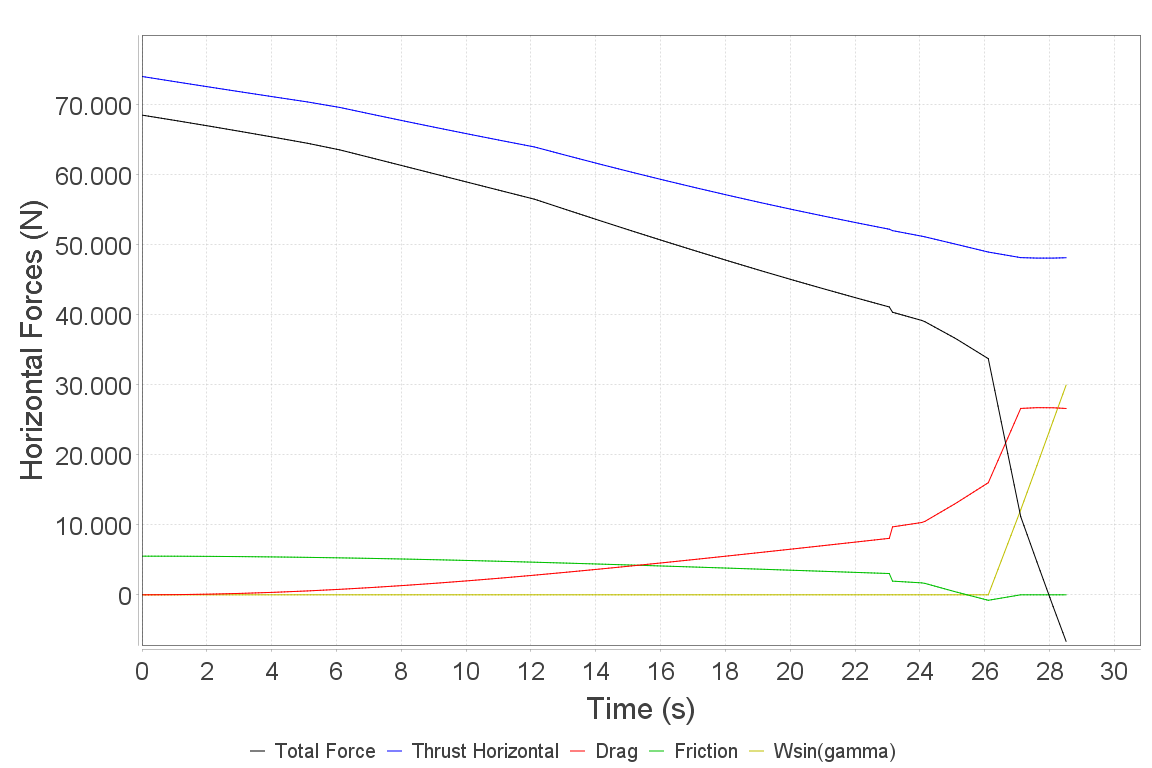 Horizontal Forces (N)
70.000
60.000
50.000
40.000
30.000
20.000
10.000
0
0 2 4 6 8 10 12 14 16 18 20 22 24 26 28 30
Time (s)
Total Force Thrust Horizontal Drag Friction Wsin(gamma)